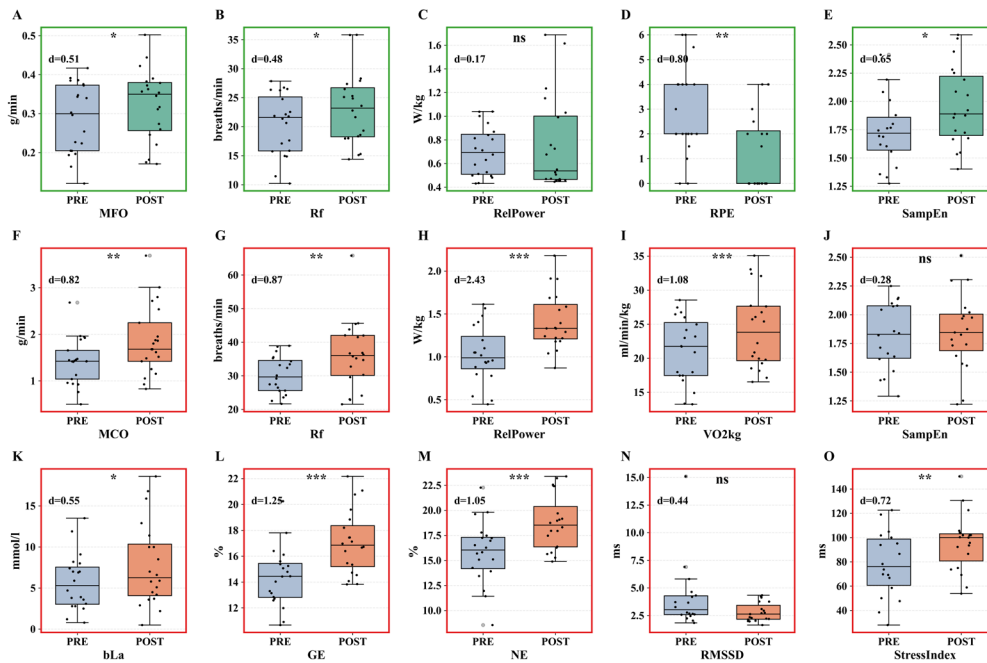 A
*
d=0.51
g/min
0.5
0.4
0.3
0.2
PRE
POST
MFO
B
*
d=0.48
breaths/min
35
30
25
20
15
10
PRE
POST
Rf
C
ns
d=0.17
W/kg
1.6
1.4
1.2
1.0
0.8
0.6
0.4
PRE
POST
RelPower
D
**
d=0.80
6
5
4
3
2
1
0
PRE
POST
RPE
E
*
d=0.65
2.50
2.25
2.00
1.75
1.50
1.25
PRE
POST
SampEn
F
**
d=0.82
g/min
3
2
1
PRE
POST
MCO
G
**
d=0.87
breaths/min
60
50
40
30
20
PRE
POST
Rf
H
***
d=2.43
W/kg
2.0
1.5
1.0
0.5
PRE
POST
RelPower
I
***
d=1.08
ml/min/kg
35
30
25
20
15
PRE
POST
VO2kg
J
ns
d=0.28
2.50
2.25
2.00
1.75
1.50
1.25
PRE
POST
SampEn
K
*
d=0.55
mmol/l
15
10
5
0
PRE
POST
bLa
L
***
d=1.25
%
22
20
18
16
14
12
PRE
POST
GE
M
***
d=1.05
%
22.5
20.0
17.5
15.0
12.5
10.0
PRE
POST
NE
N
ns
d=0.44
ms
15.0
12.5
10.0
7.5
5.0
2.5
PRE
POST
RMSSD
O
**
d=0.72
ms
140
120
100
80
60
40
PRE
POST
StressIndex